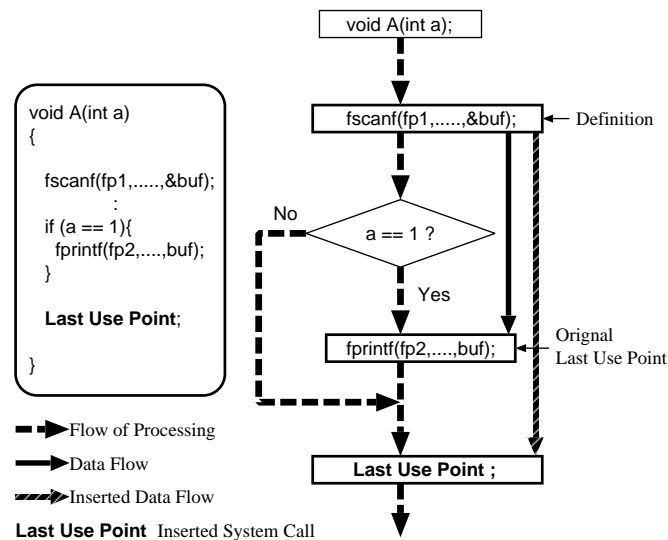 void A(int a)
{
fscanf(fp1,.....,&buf);
:
if (a == 1){
fprintf(fp2,....,buf);
}
Last Use Point;
}
void A(int a);
fscanf(fp1,.....,&buf);
Definition
No
a == 1 ?
Yes
fprintf(fp2,....,buf);
Orignal
Last Use Point
Last Use Point ;
Flow of Processing
Data Flow
Inserted Data Flow
Last Use Point Inserted System Call